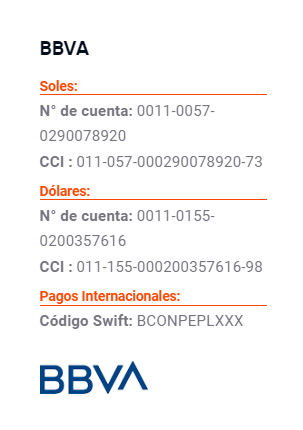 BBVA
Soles:
N° de cuenta: 0011-0057-
0290078920
CCI : 011-057-000290078920-73
Dólares:
N° de cuenta: 0011-0155-
0200357616
CCI : 011-155-000200357616-98
Pagos Internacionales:
Código Swift: BCONPEPLXXX
BBVA